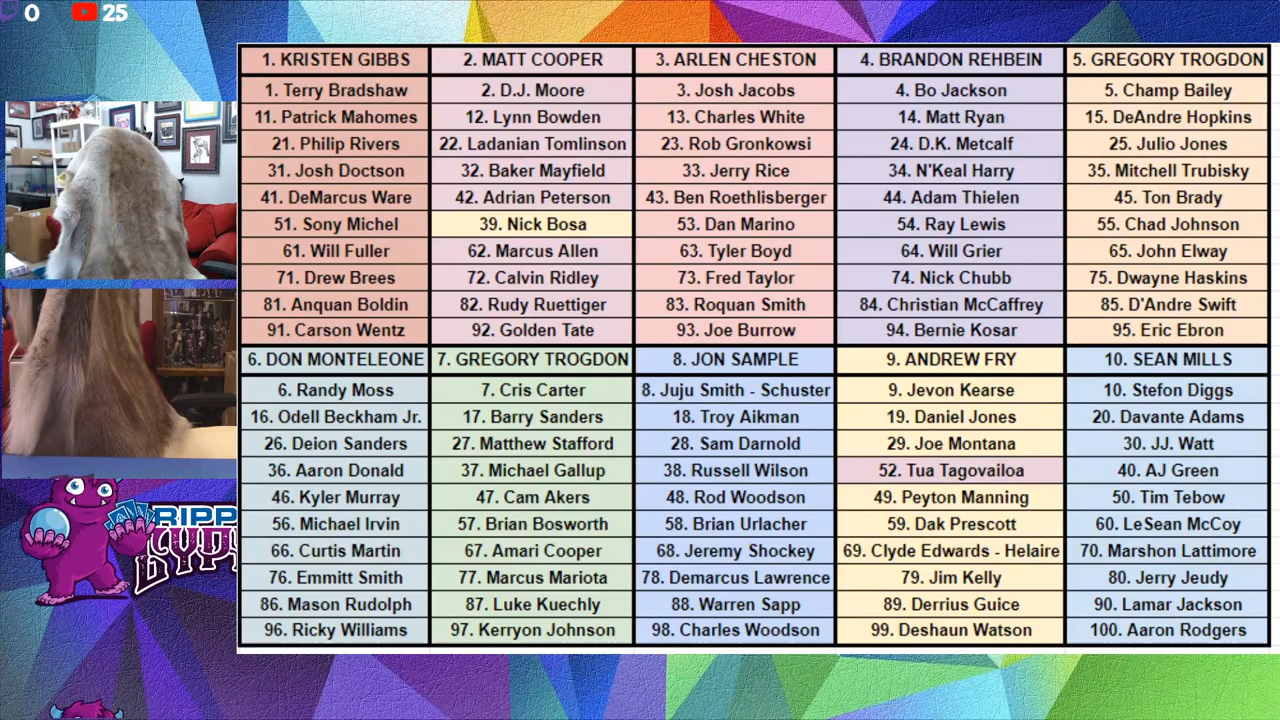 0 25
1. KRISTEN GIBBS 2. MATT COOPER 3. ARLEN CHESTON 4. BRANDON REHBEIN 5. GREGORY TROGDON
1. Terry Bradshaw 2. D.J. Moore 3. Josh Jacobs 4. Bo Jackson 5. Champ Bailey
11. Patrick Mahomes 12. Lynn Bowden 13. Charles White 14. Matt Ryan 15. DeAndre Hopkins
21. Philip Rivers 22. Ladanian Tomlinson 23. Rob Gronkowsi 24. D.K. Metcalf 25. Julio Jones
31. Josh Doctson 32. Baker Mayfield 33. Jerry Rice 34. N'Keal Harry 35. Mitchell Trubisky
41. DeMarcus Ware 42. Adrian Peterson 43. Ben Roethlisberger 44. Adam Thielen 45. Ton Brady
51. Sony Michel 39. Nick Bosa 53. Dan Marino 54. Ray Lewis 55. Chad Johnson
61. Will Fuller 62. Marcus Allen 63. Tyler Boyd 64. Will Grier 65. John Elway
71. Drew Brees 72. Calvin Ridley 73. Fred Taylor 74. Nick Chubb 75. Dwayne Haskins
81. Anquan Boldin 82. Rudy Ruettiger 83. Roquan Smith 84. Christian McCaffrey 85. D'Andre Swift
91. Carson Wentz 92. Golden Tate 93. Joe Burrow 94. Bernie Kosar 95. Eric Ebron
6. DON MONTELEONE 7. GREGORY TROGDON 8. JON SAMPLE 9. ANDREW FRY 10. SEAN MILLS
6. Randy Moss 7. Cris Carter 8. Juju Smith - Schuster 9. Jevon Kearse 10. Stefon Diggs
16. Odell Beckham Jr. 17. Barry Sanders 18. Troy Aikman 19. Daniel Jones 20. Davante Adams
26. Deion Sanders 27. Matthew Stafford 28. Sam Darnold 29. Joe Montana 30. JJ. Watt
36. Aaron Donald 37. Michael Gallup 38. Russell Wilson 52. Tua Tagovailoa 40. AJ Green
46. Kyler Murray 47. Cam Akers 48. Rod Woodson 49. Peyton Manning 50. Tim Tebow
56. Michael Irvin 57. Brian Bosworth 58. Brian Urlacher 59. Dak Prescott 60. LeSean McCoy
66. Curtis Martin 67. Amari Cooper 68. Jeremy Shockey 69. Clyde Edwards - Helaire 70. Marshon Lattimore
76. Emmitt Smith 77. Marcus Mariota 78. Demarcus Lawrence 79. Jim Kelly 80. Jerry Jeudy
86. Mason Rudolph 87. Luke Kuechly 88. Warren Sapp 89. Derrius Guice 90. Lamar Jackson
96. Ricky Williams 97. Kerryon Johnson 98. Charles Woodson 99. Deshaun Watson 100. Aaron Rodgers